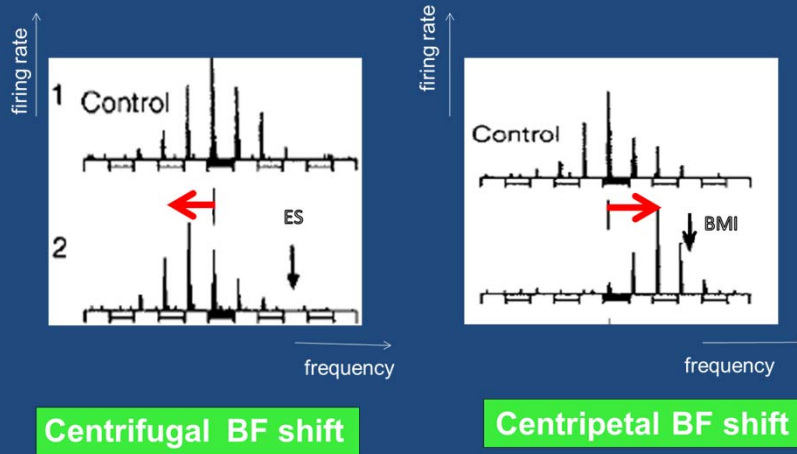 firing rate
1 Control
2
ES
frequency
Centrifugal BF shift
firing rate
Control
BMI
frequency
Centripetal BF shift